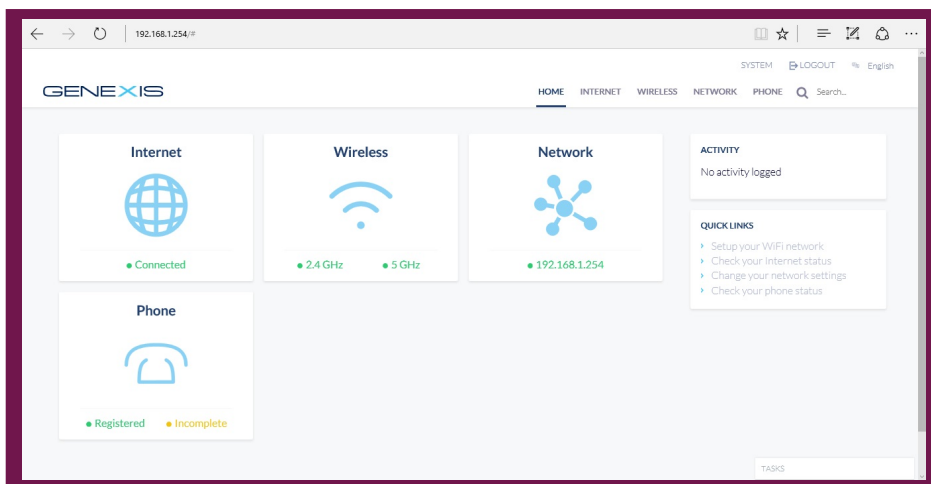 192.168.1.254/#
SYSTEM LOGOUT English
GENEXIS
HOME INTERNET WIRELESS NETWORK PHONE Search...
Internet
Connected
Wireless
2.4 GHz 5 GHz
Network
192.168.1.254
ACTIVITY
No activity logged
QUICK LINKS
Setup your WiFi network
Check your Internet status
Change your network settings
Check your phone status
Phone
Registered Incomplete
TASKS